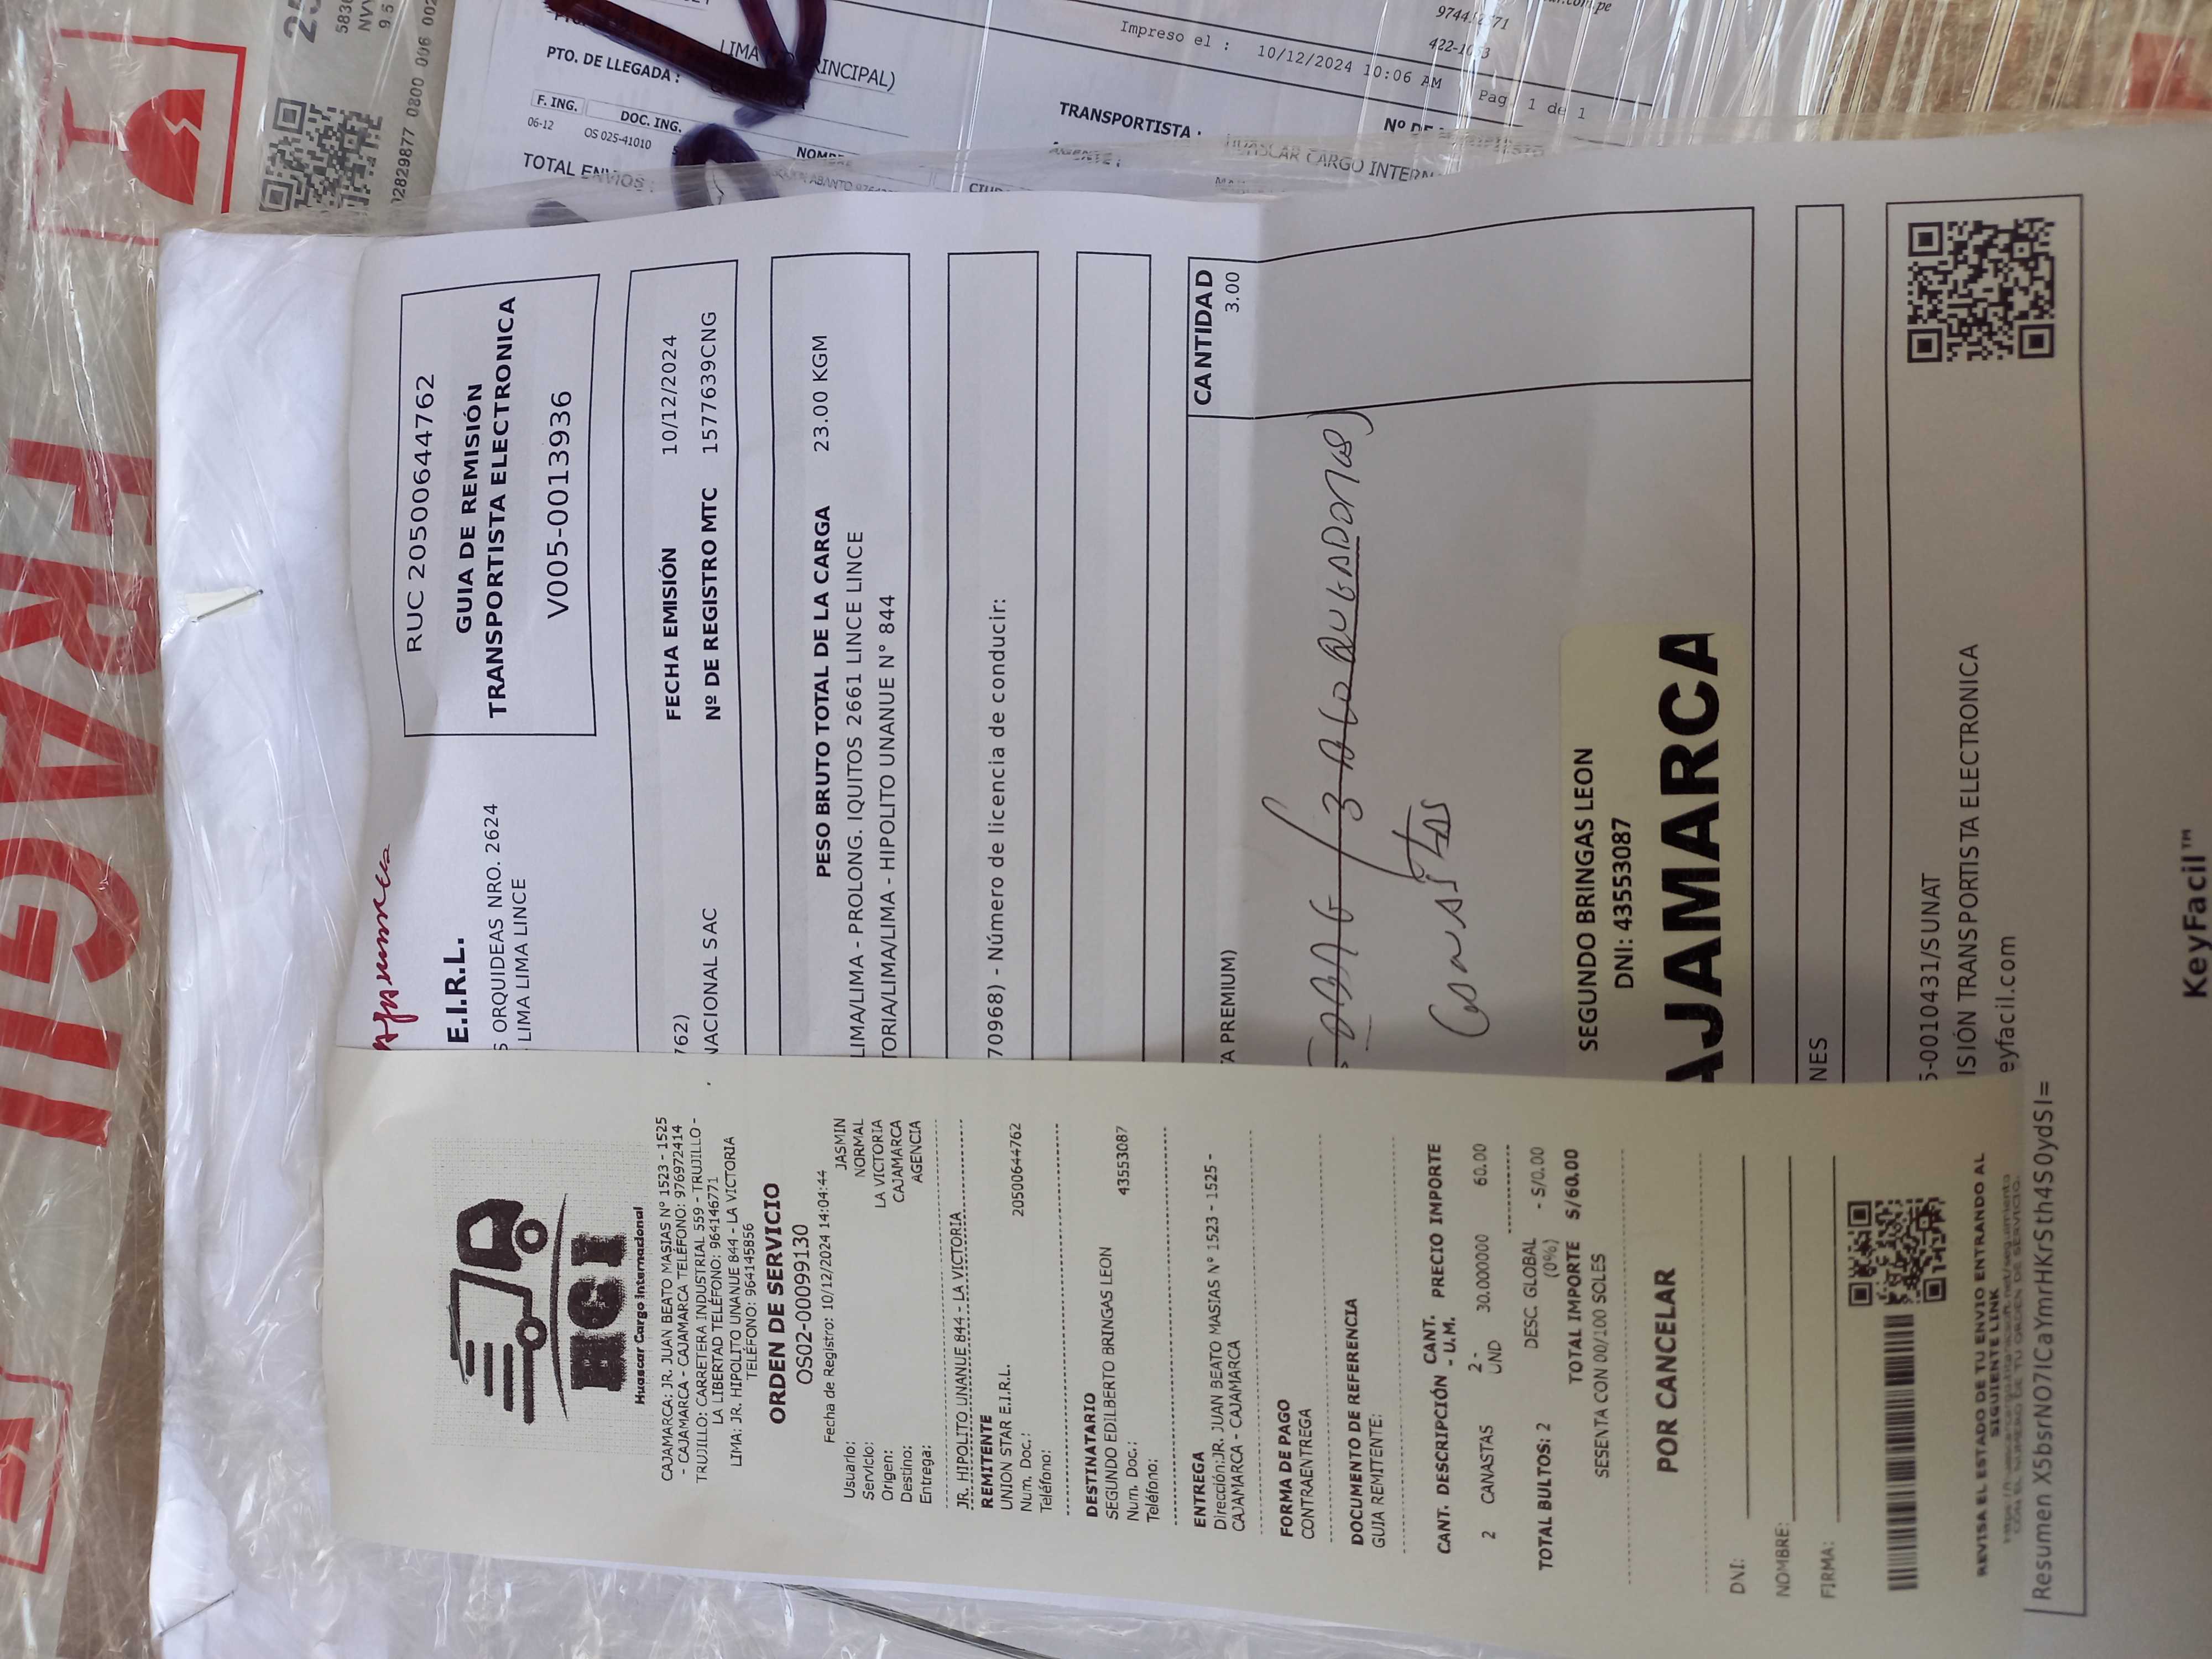 FRAGIL
02829877 0800 006 002
PTO. DE LLEGADA :
F. ING.
DOC. ING.
06-12
OS 025-41010
TOTAL ENVIOS :
Impreso el : 10/12/2024 10:06 AM
Pag. 1 de 1
TRANSPORTISTA :
HUASCAR CARGO
RUC 20500644762
GUIA DE REMISIÓN
TRANSPORTISTA ELECTRONICA
V005-0013936
E.I.R.L.
ORQUIDEAS NRO. 2624
LIMA LIMA LINCE
FECHA EMISIÓN 10/12/2024
762)
Nº DE REGISTRO MTC 1577639CNG
NACIONAL SAC
PESO BRUTO TOTAL DE LA CARGA 23.00 KGM
LIMA/LIMA - PROLONG. IQUITOS 2661 LINCE LINCE
TORIA/LIMA/LIMA - HIPOLITO UNANUE N° 844
70968) - Número de licencia de conducir:
CANTIDAD
A PREMIUM) 3.00
SEGUNDO BRINGAS LEON
DNI: 43553087
AJAMARCA
NES
5-0010431/SUNAT
ISIÓN TRANSPORTISTA ELECTRONICA
eyfacil.com
Resumen X5bsrNO7ICaYmrHKrSth4S0ydSI=
KeyFacil™
HCI
Huascar Cargo Internacional
CAJAMARCA: JR. JUAN BEATO MASIAS N° 1523 - 1525
- CAJAMARCA - CAJAMARCA TELÉFONO: 976972414
TRUJILLO: CARRETERA INDUSTRIAL 559 - TRUJILLO -
LA LIBERTAD TELÉFONO: 964146771
LIMA: JR. HIPOLITO UNANUE 844 - LA VICTORIA
TELÉFONO: 964145856
ORDEN DE SERVICIO
OS02-00099130
Fecha de Registro: 10/12/2024 14:04:44
Usuario: JASMIN
Servicio: NORMAL
Origen: LA VICTORIA
Destino: CAJAMARCA
Entrega: AGENCIA
JR. HIPOLITO UNANUE 844 - LA VICTORIA
REMITENTE
UNION STAR E.I.R.L.
Num. Doc.: 20500644762
Teléfono:
DESTINATARIO
SEGUNDO EDILBERTO BRINGAS LEON
Num. Doc.: 43553087
Teléfono:
ENTREGA
Dirección:JR. JUAN BEATO MASIAS N° 1523 - 1525 -
CAJAMARCA - CAJAMARCA
FORMA DE PAGO
CONTRAENTREGA
DOCUMENTO DE REFERENCIA
GUIA REMITENTE:
CANT. DESCRIPCIÓN CANT. - U.M. PRECIO IMPORTE
2 CANASTAS 2 - UND 30.000000 60.00
TOTAL BULTOS: 2
DESC. GLOBAL (0%) - S/0.00
TOTAL IMPORTE S/60.00
SESENTA CON 00/100 SOLES
POR CANCELAR
DNI:
NOMBRE:
FIRMA:
REVISA EL ESTADO DE TU ENVIO ENTRANDO AL
SIGUIENTE LINK